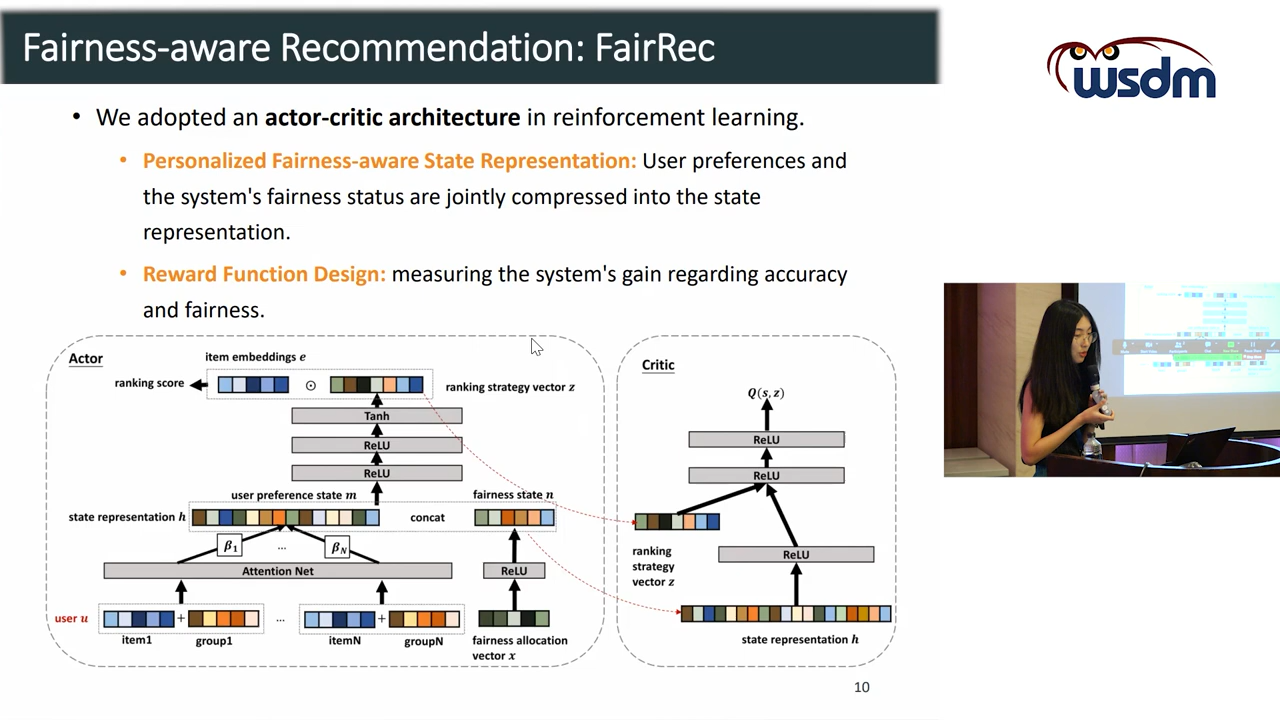 Fairness-aware Recommendation: FairRec
wsdm
• We adopted an actor-critic architecture in reinforcement learning.
• Personalized Fairness-aware State Representation: User preferences and
the system's fairness status are jointly compressed into the state
representation.
• Reward Function Design: measuring the system's gain regarding accuracy
and fairness.
Actor
item embeddings e
ranking score
⊙
ranking strategy vector z
Tanh
ReLU
ReLU
user preference state m
fairness state n
state representation h
concat
β1
...
βN
Attention Net
ReLU
user u
+
...
+
item1
group1
itemN
groupN
fairness allocation
vector x
Critic
Q(s, z)
ReLU
ReLU
ranking
strategy
vector z
ReLU
state representation h
10